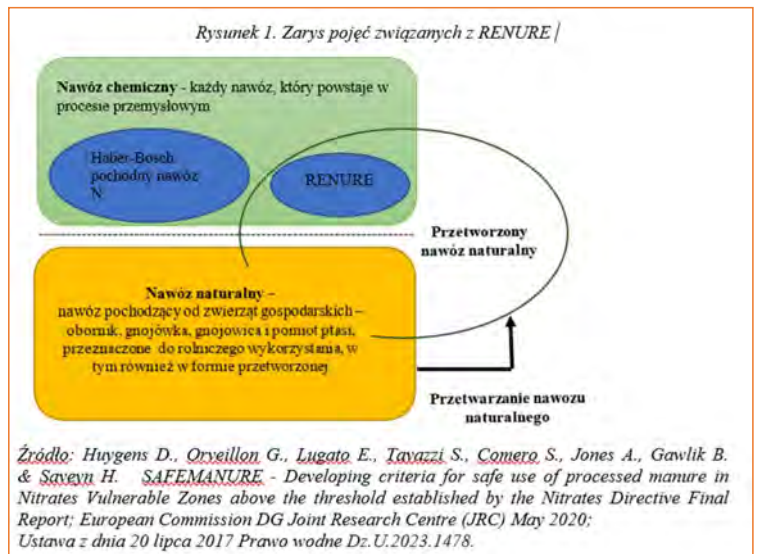 Rysunek 1. Zarys pojęć związanych z RENURE
Nawóz chemiczny - każdy nawóz, który powstaje w
procesie przemysłowym
Haber-Bosch
pochodny nawóz
N
RENURE
Przetworzony
nawóz naturalny
Nawóz naturalny –
nawóz pochodzący od zwierząt gospodarskich –
obornik, gnojówka, gnojowica i pomiot ptasi,
przeznaczone do rolniczego wykorzystania, w
tym również w formie przetworzonej
Przetwarzanie nawozu
naturalnego
Źródło: Huygens D., Orveillon G., Lugato E., Tavazzi S., Comero S., Jones A., Gawlik B.
& Saveyn H. SAFEMANURE - Developing criteria for safe use of processed manure in
Nitrates Vulnerable Zones above the threshold established by the Nitrates Directive Final
Report; European Commission DG Joint Research Centre (JRC) May 2020;
Ustawa z dnia 20 lipca 2017 Prawo wodne Dz.U.2023.1478.